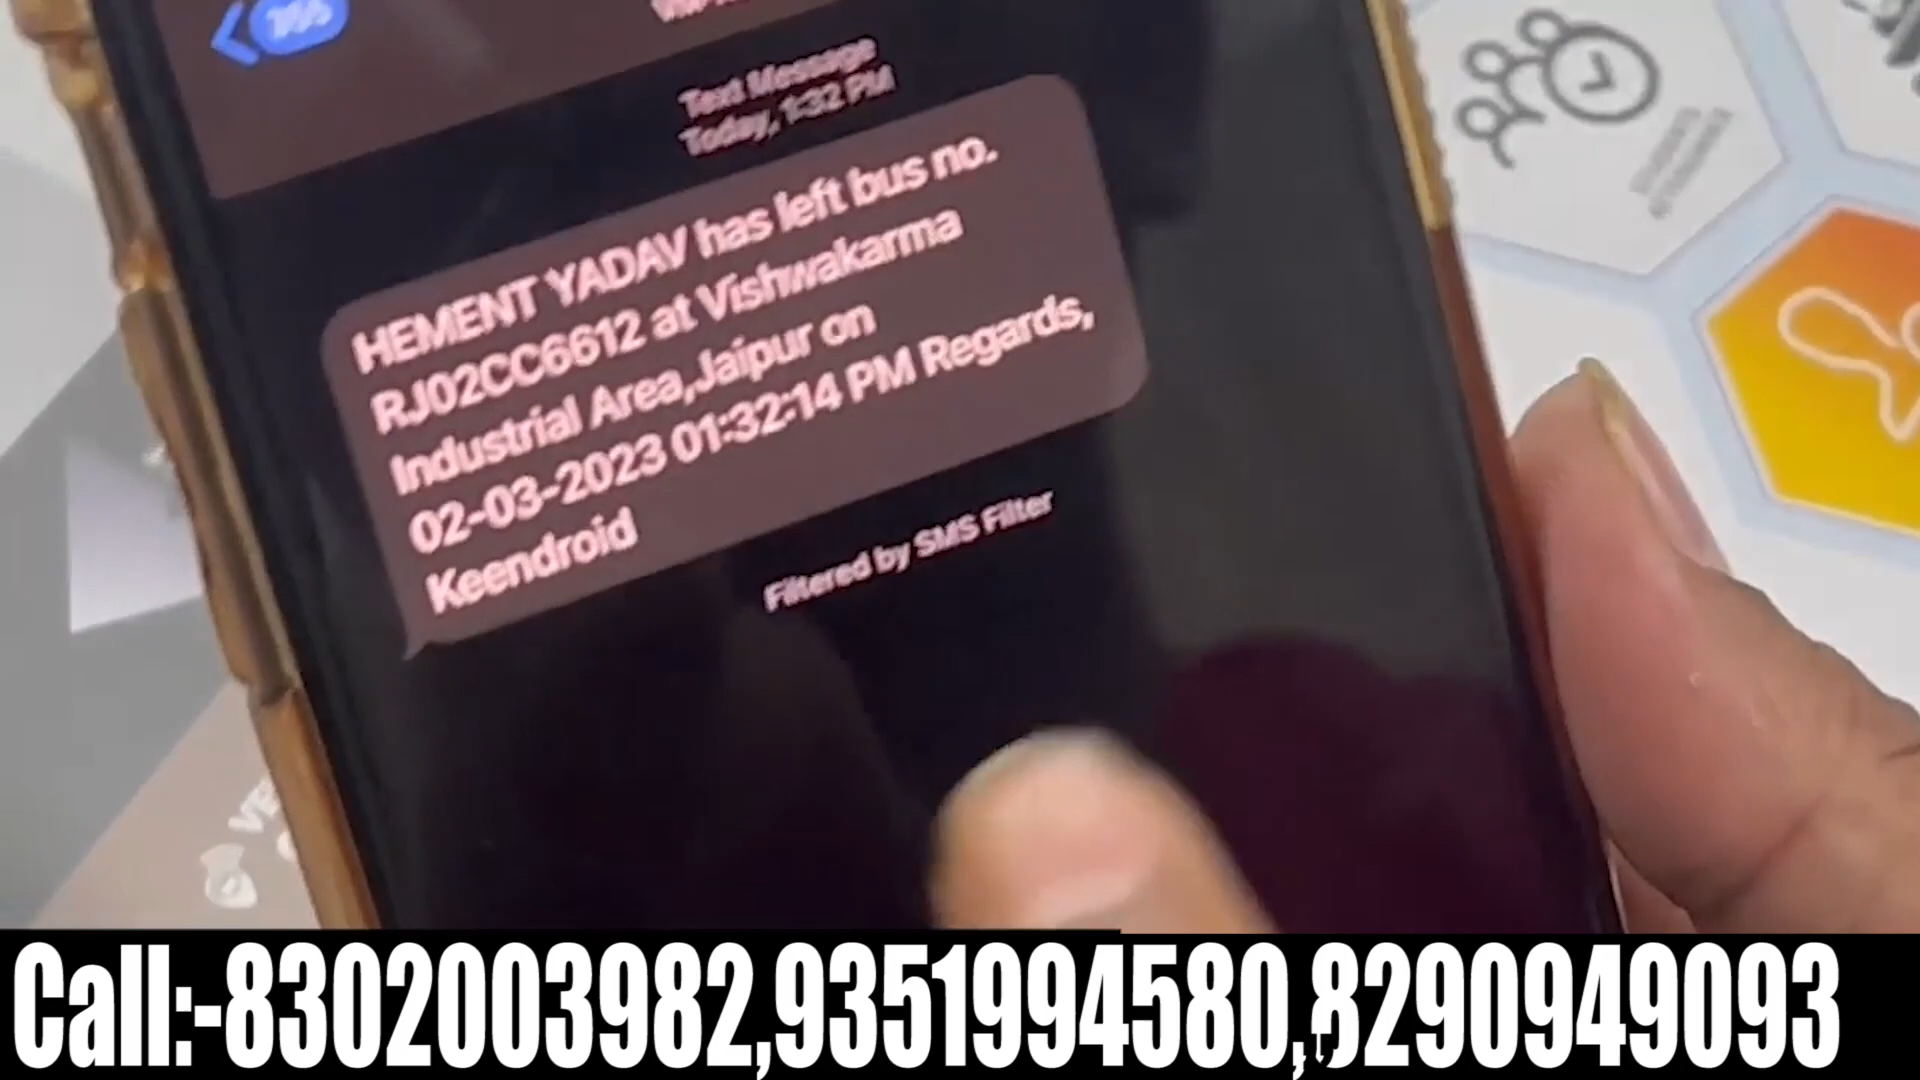 Text Message
Today, 1:32 PM
HEMENT YADAV has left bus no.
RJ02CC6612 at Vishwakarma
Industrial Area,Jaipur on
02-03-2023 01:32:14 PM Regards,
Keendroid
Filtered by SMS Filter
Call:-8302003982,9351994580,8290949093